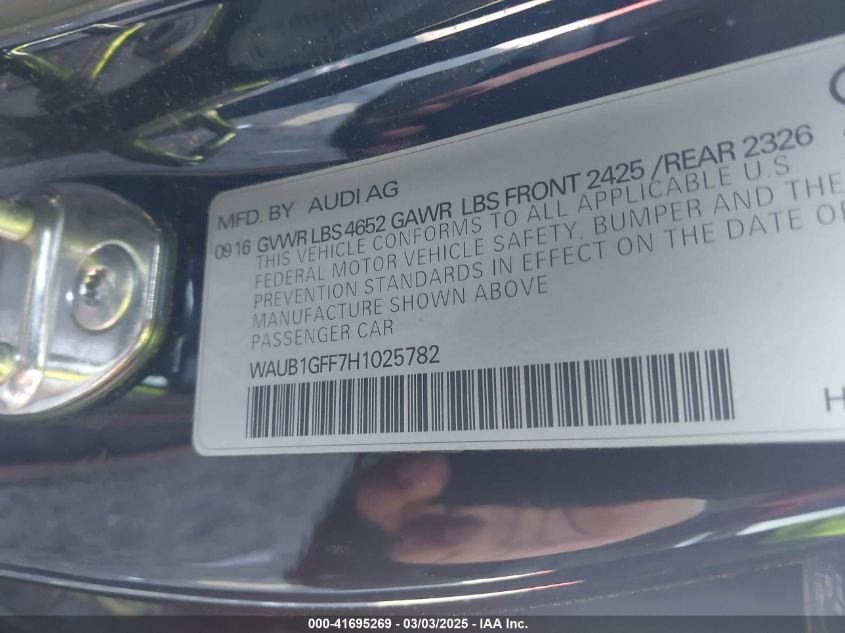 MFD. BY AUDI AG
09 16 GVWR LBS 4652 GAWR LBS FRONT 2425 / REAR 2326
THIS VEHICLE CONFORMS TO ALL APPLICABLE U.S
FEDERAL MOTOR VEHICLE SAFETY, BUMPER AND THE
PREVENTION STANDARDS IN EFFECT ON THE DATE OF
MANUFACTURE SHOWN ABOVE
PASSENGER CAR
WAUB1GFF7H1025782
H
000-41695269 - 03/03/2025 - IAA Inc.